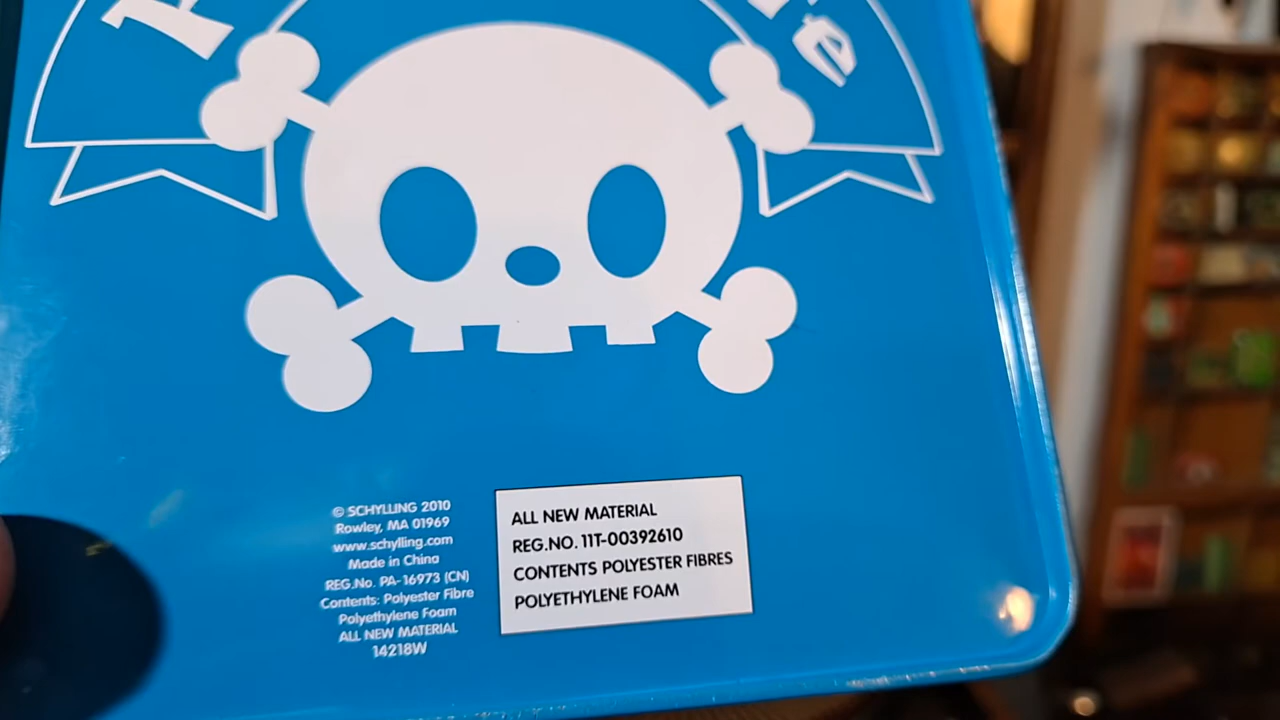 © SCHYLLING 2010
Rowley, MA 01969
www.schylling.com
Made in China
REG.No. PA-16973 (CN)
Contents: Polyester Fibre
Polyethylene Foam
ALL NEW MATERIAL
14218W
ALL NEW MATERIAL
REG.NO. 11T-00392610
CONTENTS POLYESTER FIBRES
POLYETHYLENE FOAM